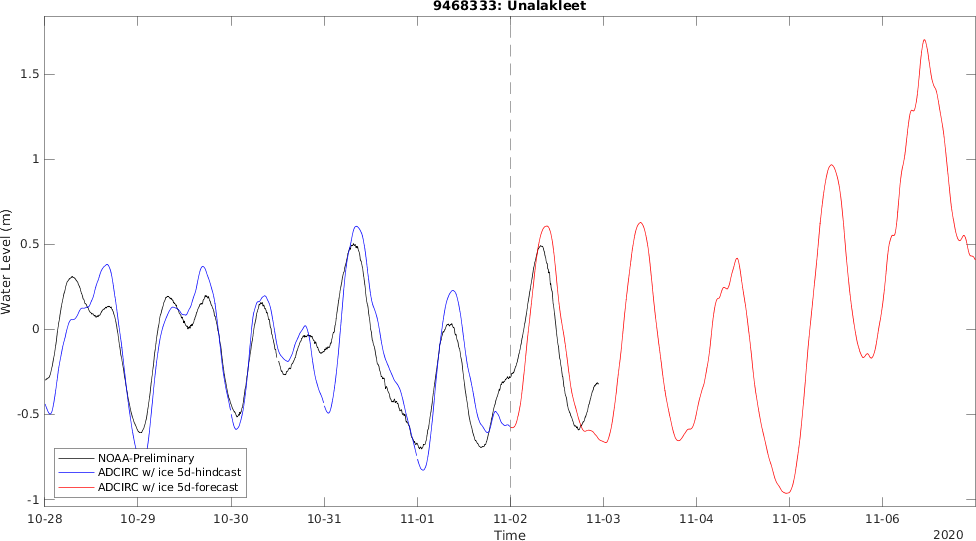 9468333: Unalakleet
Water Level (m)
1.5
1
0.5
0
-0.5
-1
NOAA-Preliminary
ADCIRC w/ ice 5d-hindcast
ADCIRC w/ ice 5d-forecast
10-28 10-29 10-30 10-31 11-01 11-02 11-03 11-04 11-05 11-06
Time
2020